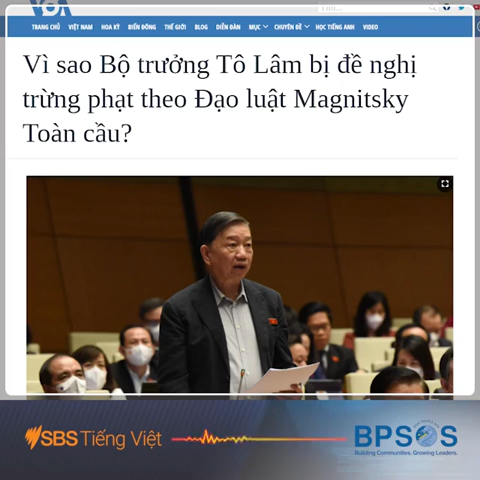 VOA
Tìm...
TRANG CHỦ VIỆT NAM HOA KỲ BIỂN ĐÔNG THẾ GIỚI BLOG DIỄN ĐÀN MỤC CHUYÊN ĐỀ HỌC TIẾNG ANH VIDEO
Vì sao Bộ trưởng Tô Lâm bị đề nghị
trừng phạt theo Đạo luật Magnitsky
Toàn cầu?
SBS Tiếng Việt
BPSOS
Building Communities. Growing Leaders.